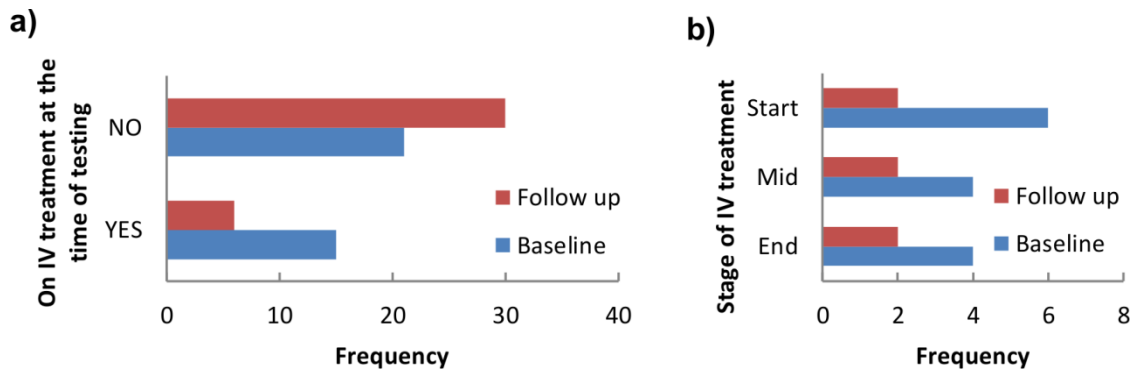 a)
On IV treatment at the
time of testing
NO
YES
Follow up
Baseline
0 10 20 30 40
Frequency
b)
Stage of IV treatment
Start
Mid
End
Follow up
Baseline
0 2 4 6 8
Frequency